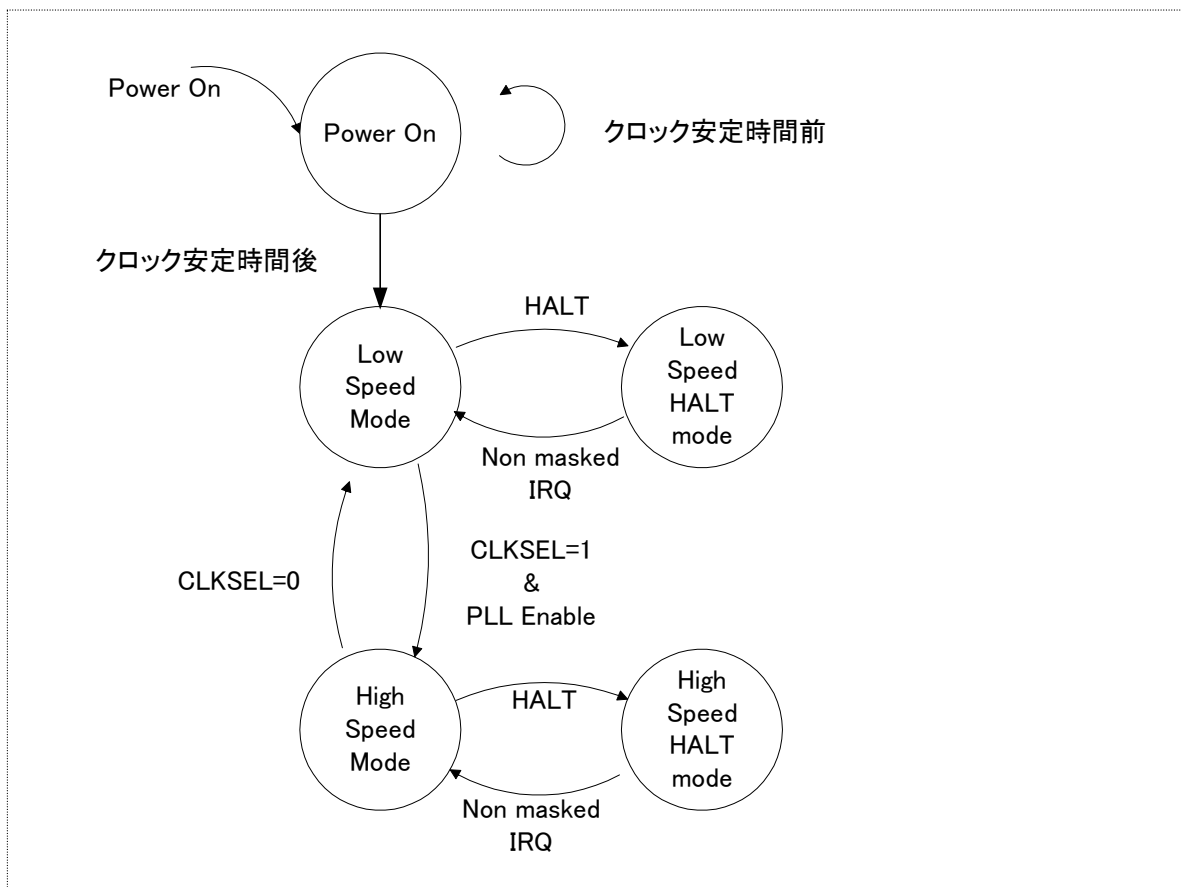 Power On
Power On
クロック安定時間前
クロック安定時間後
HALT
Low
Speed
Mode
Low
Speed
HALT
mode
Non masked
IRQ
CLKSEL=0
CLKSEL=1
&
PLL Enable
High
Speed
Mode
HALT
High
Speed
HALT
mode
Non masked
IRQ